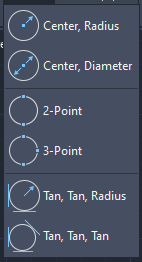 Center, Radius
Center, Diameter
2-Point
3-Point
Tan, Tan, Radius
Tan, Tan, Tan